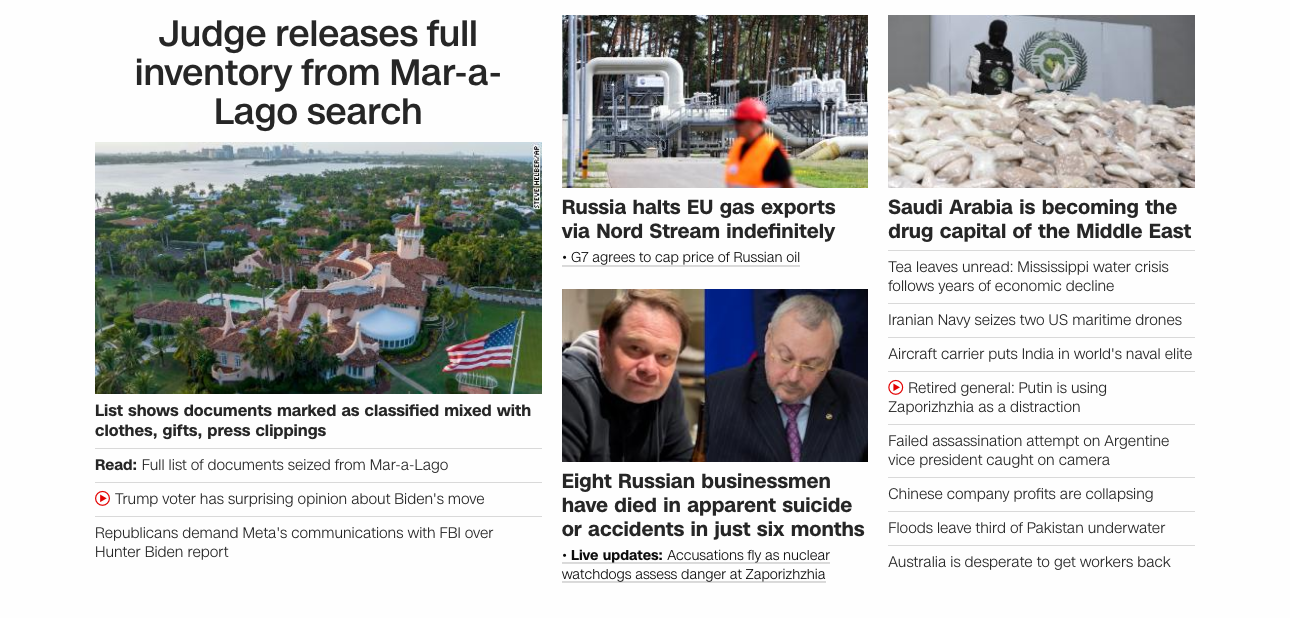 Judge releases full
inventory from Mar-a-
Lago search
STEVE HELBER/AP
List shows documents marked as classified mixed with
clothes, gifts, press clippings
Read: Full list of documents seized from Mar-a-Lago
Trump voter has surprising opinion about Biden's move
Republicans demand Meta's communications with FBI over
Hunter Biden report
Russia halts EU gas exports
via Nord Stream indefinitely
• G7 agrees to cap price of Russian oil
Eight Russian businessmen
have died in apparent suicide
or accidents in just six months
• Live updates: Accusations fly as nuclear
watchdogs assess danger at Zaporizhzhia
Saudi Arabia is becoming the
drug capital of the Middle East
Tea leaves unread: Mississippi water crisis
follows years of economic decline
Iranian Navy seizes two US maritime drones
Aircraft carrier puts India in world's naval elite
Retired general: Putin is using
Zaporizhzhia as a distraction
Failed assassination attempt on Argentine
vice president caught on camera
Chinese company profits are collapsing
Floods leave third of Pakistan underwater
Australia is desperate to get workers back